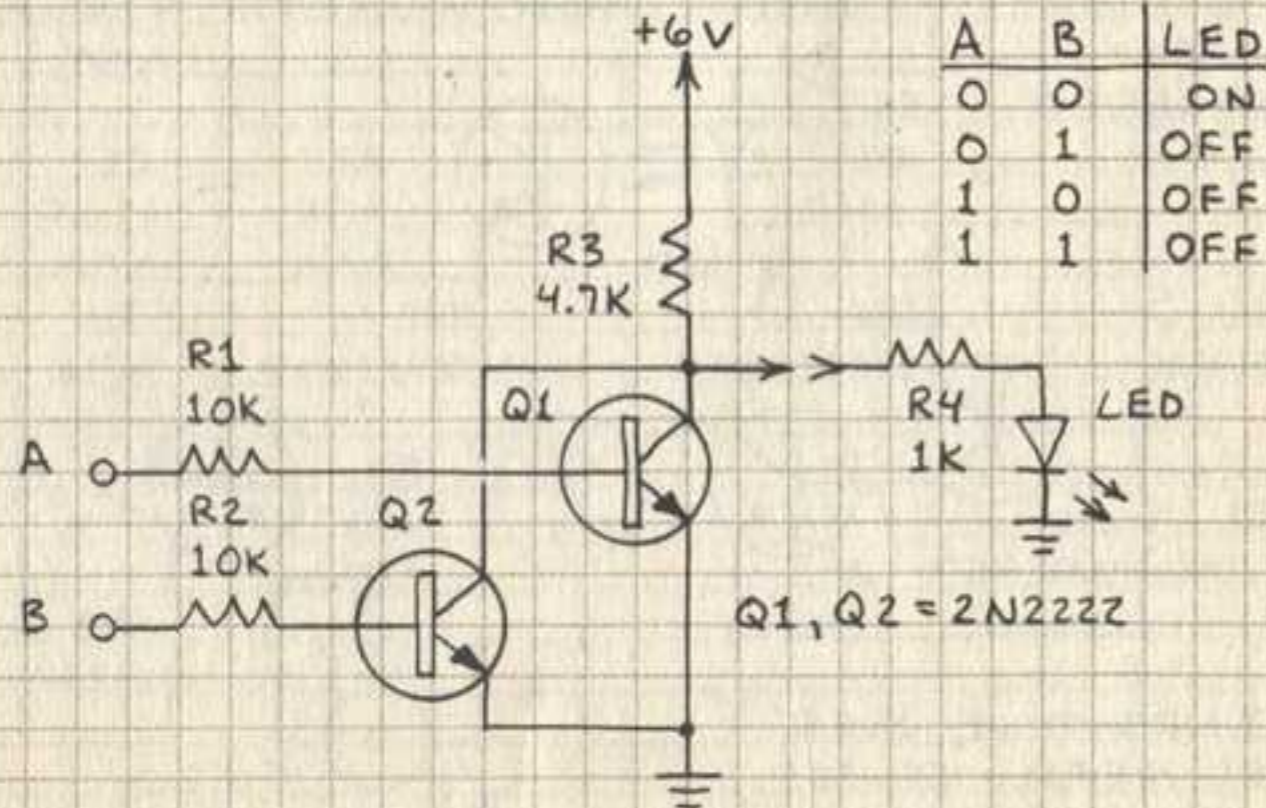 +6V
A B LED
0 0 ON
0 1 OFF
1 0 OFF
1 1 OFF
R3
4.7K
R1
10K
Q1
R4
1K
LED
A
R2
10K
Q2
B
Q1, Q2 = 2N2222